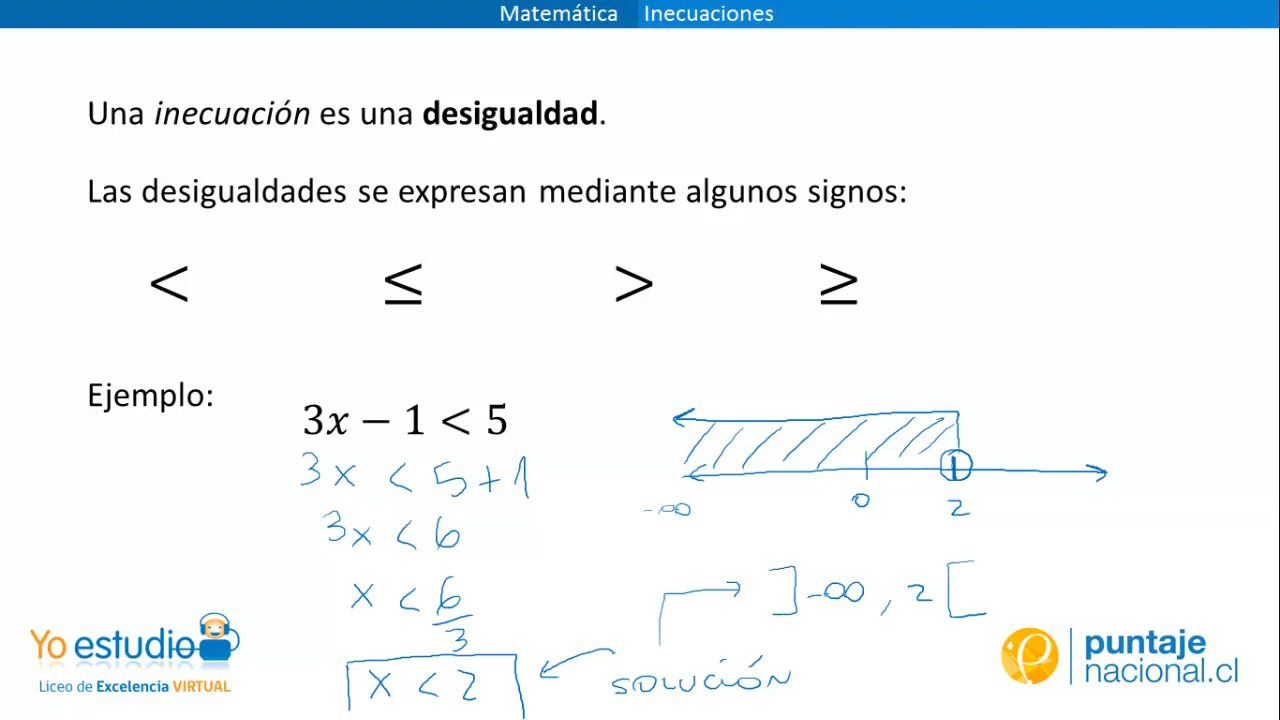 Matemática Inecuaciones
Una inecuación es una desigualdad.
Las desigualdades se expresan mediante algunos signos:
< ≤ > ≥
Ejemplo:
3x − 1 < 5
3x < 5 + 1
3x < 6
x < 6/3
x < 2
-∞ 0 2
]-∞, 2[
SOLUCIÓN
Yo estudio
Liceo de Excelencia VIRTUAL
e
puntaje
nacional.cl